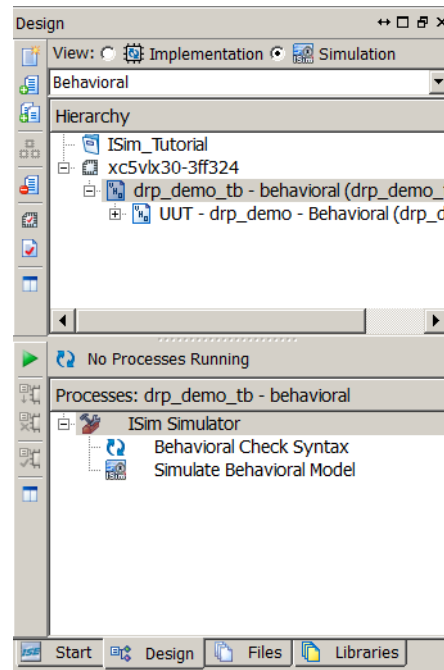 Design
View: Implementation Simulation
Behavioral
Hierarchy
ISim_Tutorial
xc5vlx30-3ff324
drp_demo_tb - behavioral (drp_demo_
UUT - drp_demo - Behavioral (drp_d
No Processes Running
Processes: drp_demo_tb - behavioral
ISim Simulator
Behavioral Check Syntax
Simulate Behavioral Model
Start Design Files Libraries